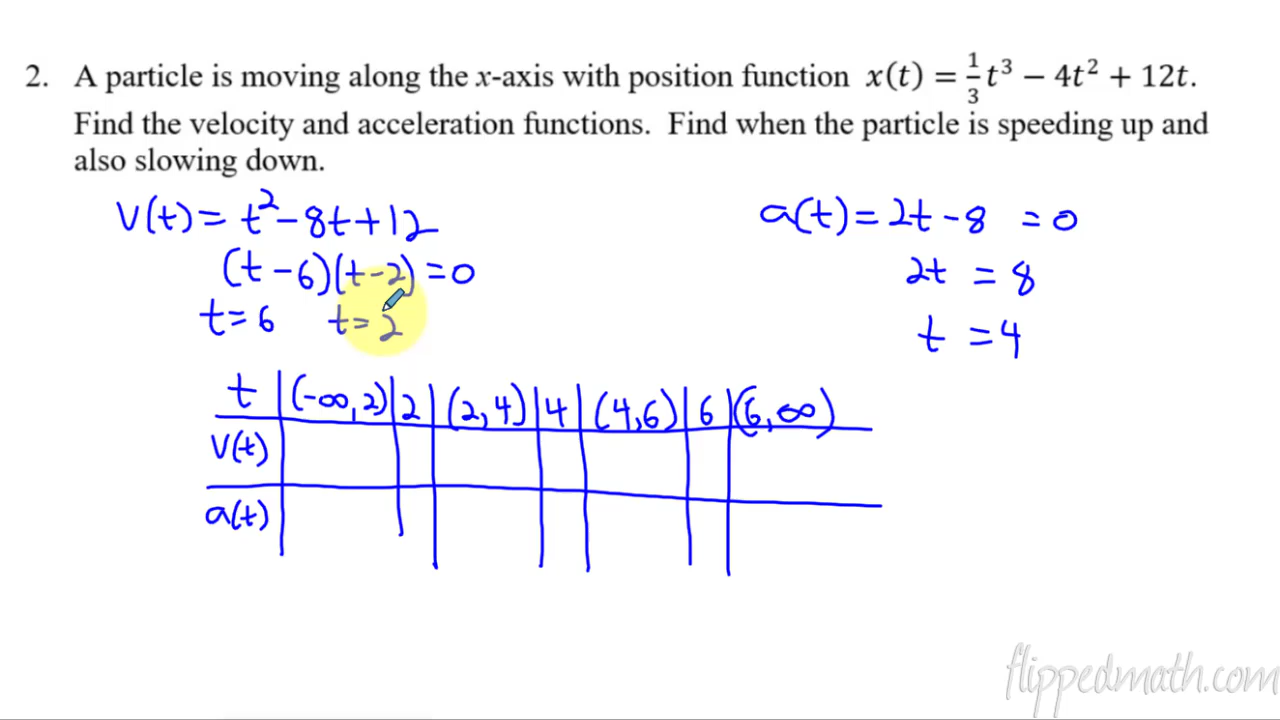 2. A particle is moving along the x-axis with position function x(t) = 1/3 t³ − 4t² + 12t.
Find the velocity and acceleration functions. Find when the particle is speeding up and
also slowing down.
v(t) = t² - 8t + 12
a(t) = 2t - 8 = 0
(t - 6)(t - 2) = 0
2t = 8
t = 6 t = 2
t = 4
t (-∞, 2) 2 (2, 4) 4 (4, 6) 6 (6, ∞)
v(t)
a(t)
flippedmath.com